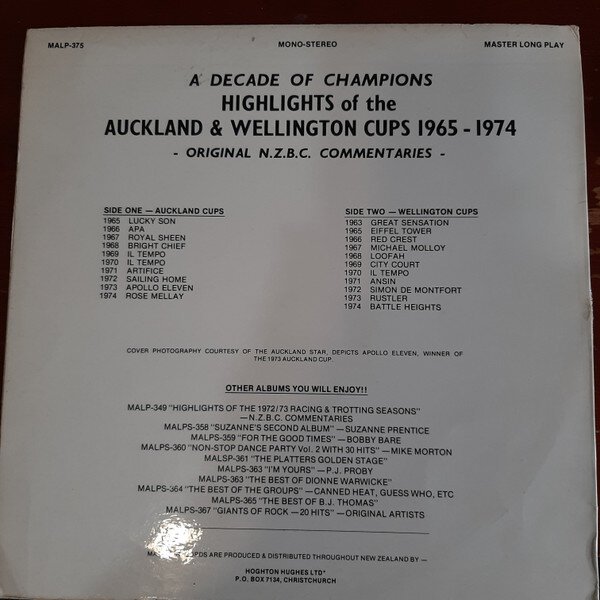 MALP-375 MONO-STEREO MASTER LONG PLAY
A DECADE OF CHAMPIONS
HIGHLIGHTS of the
AUCKLAND & WELLINGTON CUPS 1965 - 1974
- ORIGINAL N.Z.B.C. COMMENTARIES -
SIDE ONE — AUCKLAND CUPS
1965 LUCKY SON
1966 APA
1967 ROYAL SHEEN
1968 BRIGHT CHIEF
1969 IL TEMPO
1970 IL TEMPO
1971 ARTIFICE
1972 SAILING HOME
1973 APOLLO ELEVEN
1974 ROSE MELLAY
SIDE TWO — WELLINGTON CUPS
1963 GREAT SENSATION
1965 EIFFEL TOWER
1966 RED CREST
1967 MICHAEL MOLLOY
1968 LOOFAH
1969 CITY COURT
1970 IL TEMPO
1971 ANSIN
1972 SIMON DE MONTFORT
1973 RUSTLER
1974 BATTLE HEIGHTS
COVER PHOTOGRAPHY COURTESY OF THE AUCKLAND STAR, DEPICTS APOLLO ELEVEN, WINNER OF
THE 1973 AUCKLAND CUP.
OTHER ALBUMS YOU WILL ENJOY!!
MALP-349 "HIGHLIGHTS OF THE 1972/73 RACING & TROTTING SEASONS"
—N.Z.B.C. COMMENTARIES
MALPS-358 "SUZANNE'S SECOND ALBUM" — SUZANNE PRENTICE
MALPS-359 "FOR THE GOOD TIMES" — BOBBY BARE
MALPS-360 "NON-STOP DANCE PARTY Vol. 2 WITH 30 HITS" — MIKE MORTON
MALSP-361 "THE PLATTERS GOLDEN STAGE"
MALPS-363 "I'M YOURS" — P.J. PROBY
MALPS-363 "THE BEST OF DIONNE WARWICKE"
MALPS-364 "THE BEST OF THE GROUPS" — CANNED HEAT, GUESS WHO, ETC
MALPS-365 "THE BEST OF B.J. THOMAS"
MALPS-367 "GIANTS OF ROCK — 20 HITS" — ORIGINAL ARTISTS
ARE PRODUCED & DISTRIBUTED THROUGHOUT NEW ZEALAND BY —
HOGHTON HUGHES LTD
P.O. BOX 7134, CHRISTCHURCH